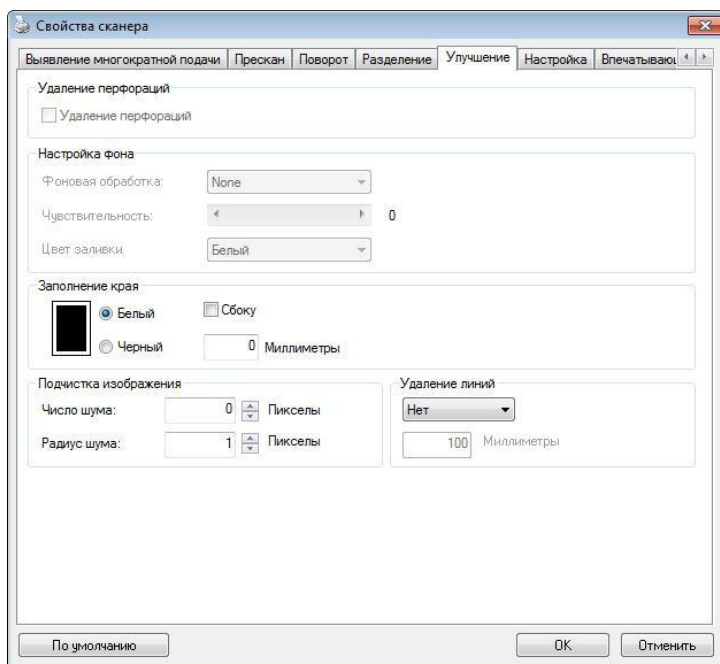 Свойства сканера
Выявление многократной подачи Прескан Поворот Разделение Улучшение Настройка Впечатываю
Удаление перфораций
Удаление перфораций
Настройка фона
Фоновая обработка: None
Чувствительность: 0
Цвет заливки Белый
Заполнение края
Белый Сбоку
Черный 0 Миллиметры
Подчистка изображения Удаление линий
Число шума: 0 Пикселы Нет
Радиус шума: 1 Пикселы 100 Миллиметры
По умолчанию OK Отменить